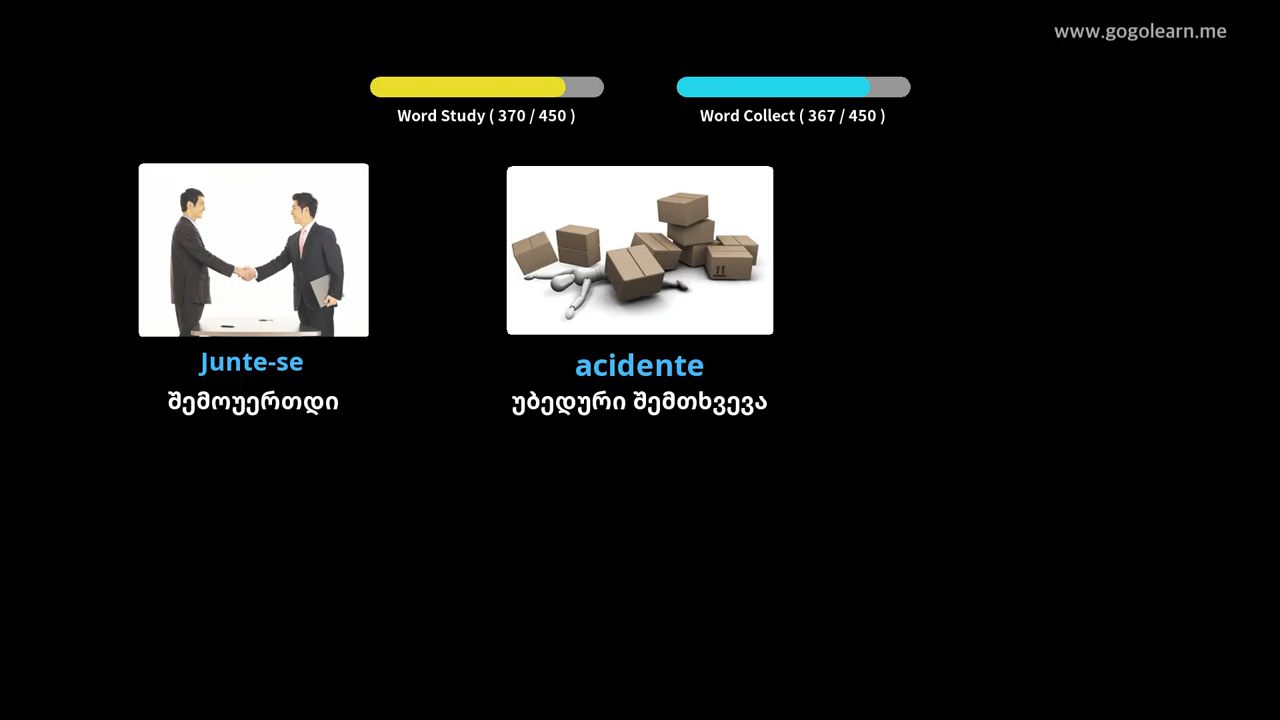 www.gogolearn.me
Word Study ( 370 / 450 )
Word Collect ( 367 / 450 )
Junte-se
შემოუერთდი
acidente
უბედური შემთხვევა